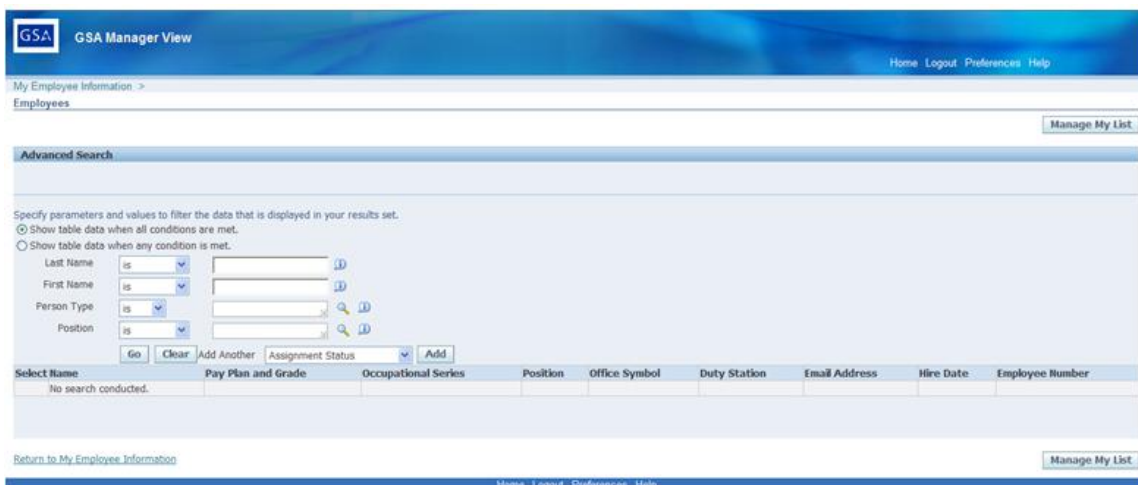 GSA GSA Manager View
Home Logout Preferences Help
My Employee Information >
Employees
Manage My List
Advanced Search
Specify parameters and values to filter the data that is displayed in your results set.
Show table data when all conditions are met.
Show table data when any condition is met.
Last Name is
First Name is
Person Type is
Position is
Go Clear Add Another Assignment Status Add
Select Name Pay Plan and Grade Occupational Series Position Office Symbol Duty Station Email Address Hire Date Employee Number
No search conducted.
Return to My Employee Information Manage My List
Home Logout Preferences Help